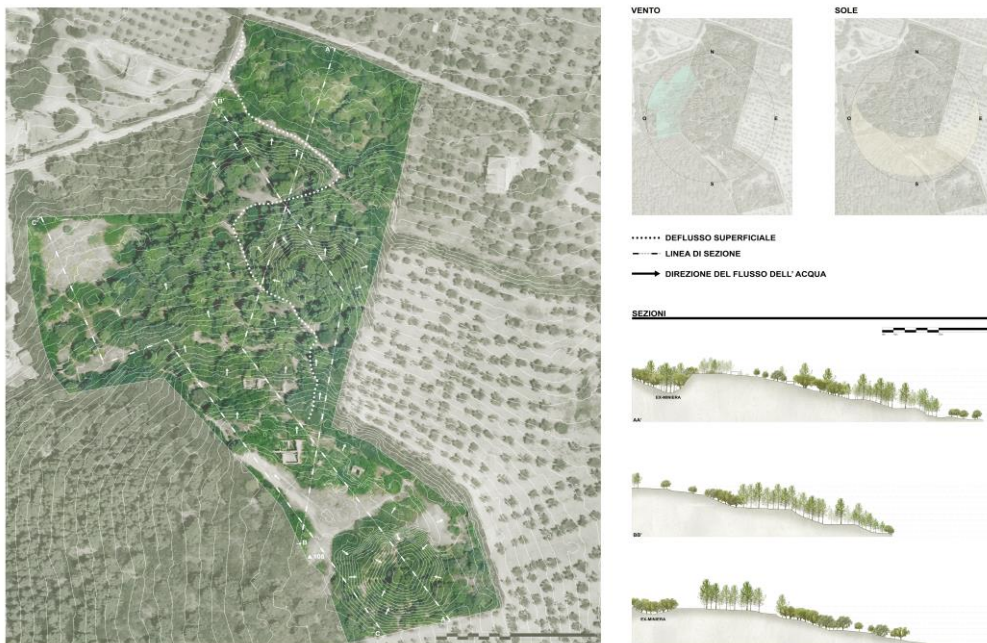 A'
B'
C'
B
105
C
A
VENTO
N
O
E
S
SOLE
N
O
E
S
DEFLUSSO SUPERFICIALE
LINEA DI SEZIONE
DIREZIONE DEL FLUSSO DELL' ACQUA
SEZIONI
EX-MINIERA
AA'
BB'
EX-MINIERA